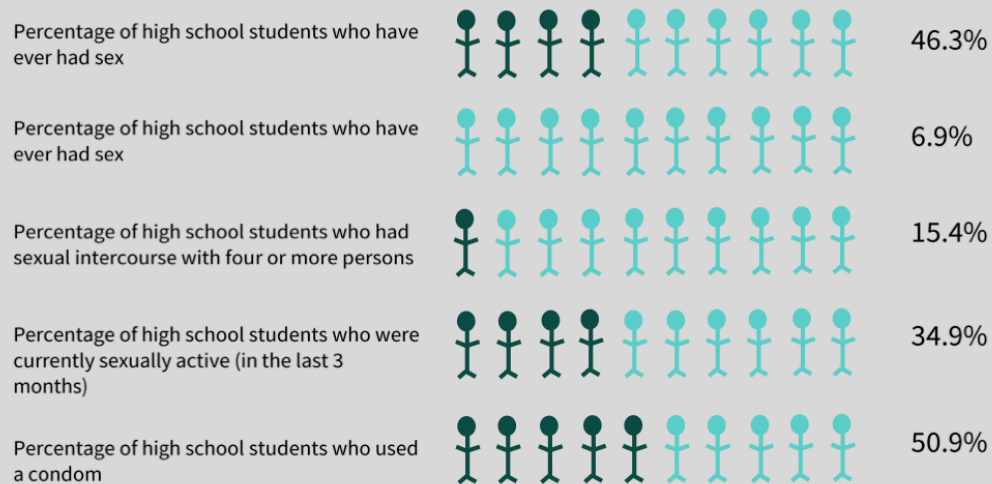 Percentage of high school students who have
ever had sex
46.3%
Percentage of high school students who have
ever had sex
6.9%
Percentage of high school students who had
sexual intercourse with four or more persons
15.4%
Percentage of high school students who were
currently sexually active (in the last 3
months)
34.9%
Percentage of high school students who used
a condom
50.9%